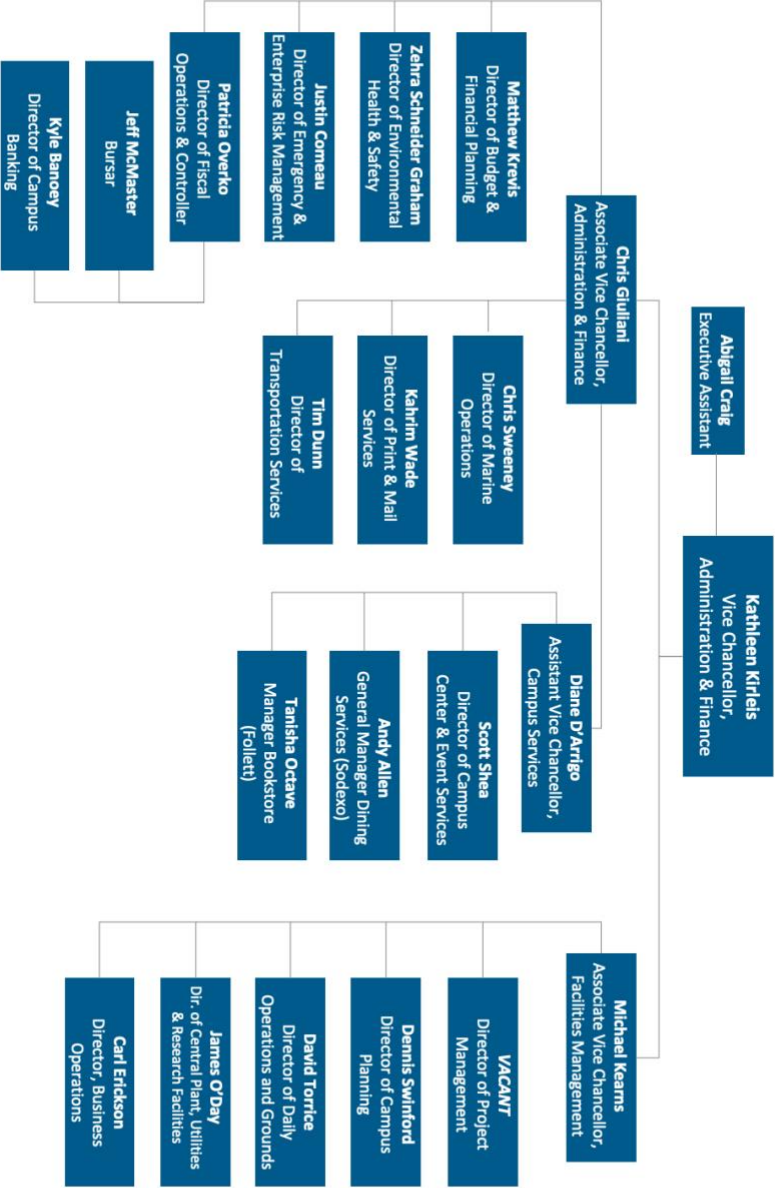 Kathleen Kirleis
Vice Chancellor,
Administration & Finance
Abigail Craig
Executive Assistant
Chris Giuliani
Associate Vice Chancellor,
Administration & Finance
Matthew Krevis
Director of Budget &
Financial Planning
Zehra Schneider Graham
Director of Environmental
Health & Safety
Justin Comeau
Director of Emergency &
Enterprise Risk Management
Patricia Overko
Director of Fiscal
Operations & Controller
Jeff McMaster
Bursar
Kyle Banoey
Director of Campus
Banking
Chris Sweeney
Director of Marine
Operations
Kahrim Wade
Director of Print & Mail
Services
Tim Dunn
Director of
Transportation Services
Diane D'Arrigo
Assistant Vice Chancellor,
Campus Services
Scott Shea
Director of Campus
Center & Event Services
Andy Allen
General Manager Dining
Services (Sodexo)
Tanisha Octave
Manager Bookstore
(Follett)
Michael Kearns
Associate Vice Chancellor,
Facilities Management
VACANT
Director of Project
Management
Dennis Swinford
Director of Campus
Planning
David Torrice
Director of Daily
Operations and Grounds
James O'Day
Dir. of Central Plant, Utilities
& Research Facilities
Carl Erickson
Director, Business
Operations